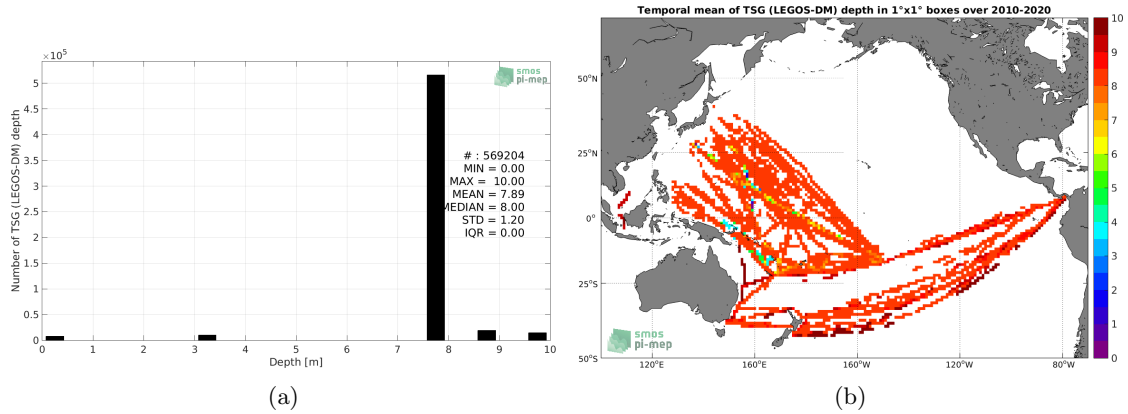 ×10⁵
smos
pi-mep
Number of TSG (LEGOS-DM) depth
5
4.5
4
3.5
3
2.5
2
1.5
1
0.5
0
# : 569204
MIN = 0.00
MAX = 10.00
MEAN = 7.89
MEDIAN = 8.00
STD = 1.20
IQR = 0.00
0 1 2 3 4 5 6 7 8 9 10
Depth [m]
(a)
Temporal mean of TSG (LEGOS-DM) depth in 1°x1° boxes over 2010-2020
50°N
25°N
0°
25°S
50°S
120°E 160°E 160°W 120°W 80°W
smos
pi-mep
10
9
8
7
6
5
4
3
2
1
0
(b)